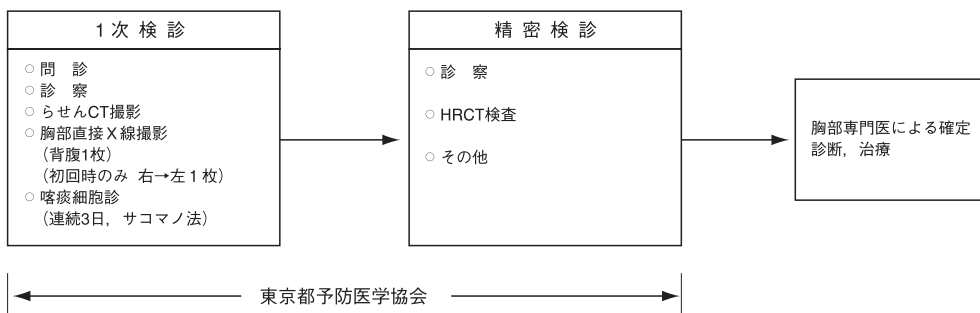 1次検診
○ 問 診
○ 診 察
○ らせんCT撮影
○ 胸部直接X線撮影
（背腹1枚）
（初回時のみ 右→左1枚）
○ 喀痰細胞診
（連続3日，サコマノ法）
精密検診
○ 診 察
○ HRCT検査
○ その他
胸部専門医による確定
診断，治療
東京都予防医学協会